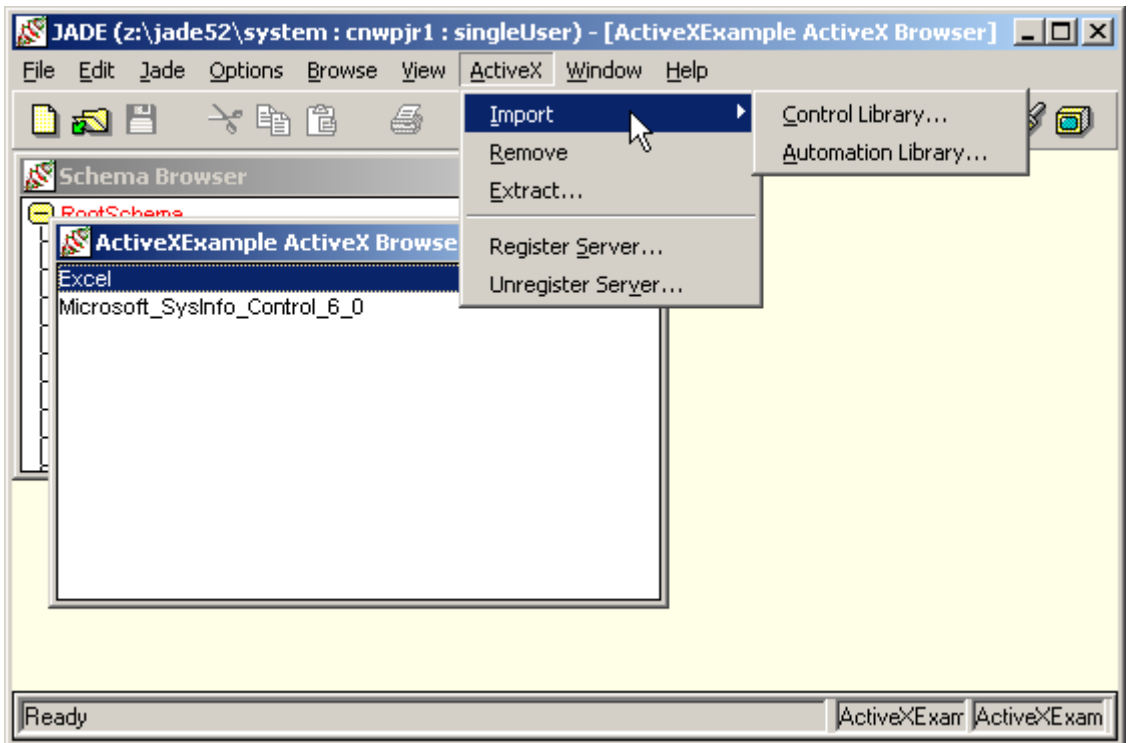 JADE (z:\jade52\system : cnwpjr1 : singleUser) - [ActiveXExample ActiveX Browser]
File Edit Jade Options Browse View ActiveX Window Help
Import
Control Library...
Remove
Automation Library...
Extract...
Register Server...
Unregister Server...
Schema Browser
RootSchema
ActiveXExample ActiveX Browse
Excel
Microsoft_SysInfo_Control_6_0
Ready ActiveXExam ActiveXExam